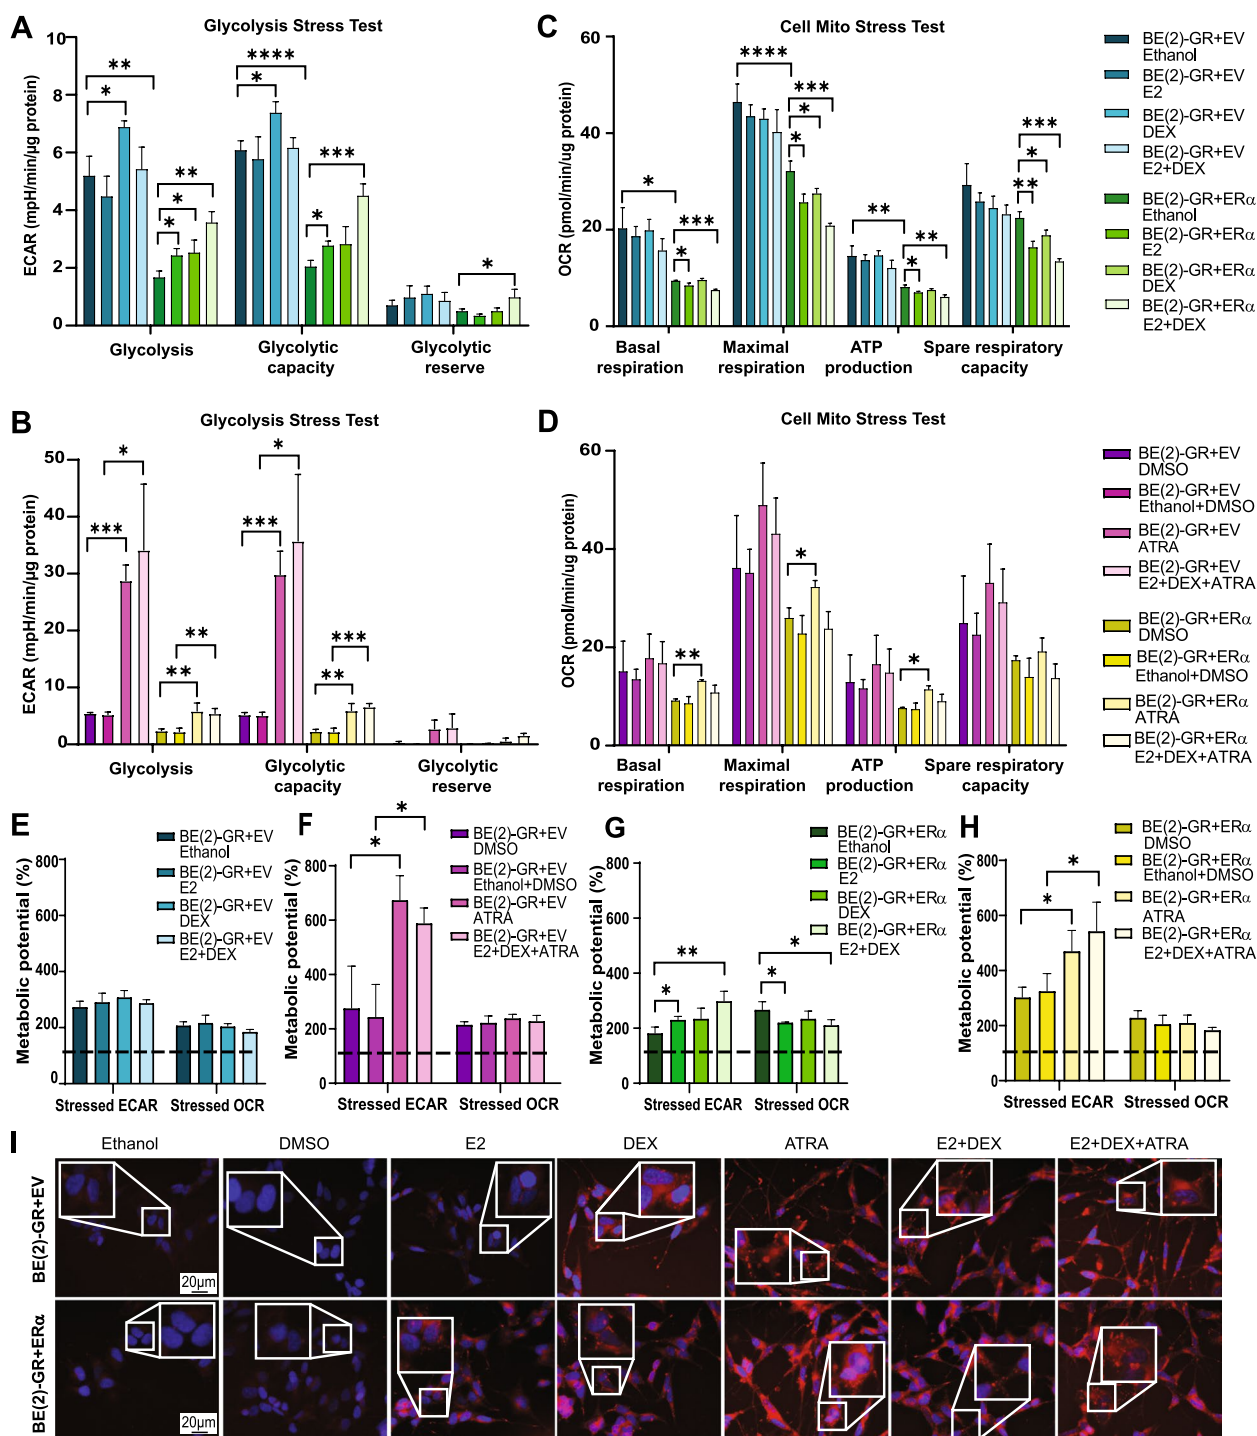 A
Glycolysis Stress Test
ECAR (mpH/min/µg protein)
10
8
6
4
2
0
**
*
****
*
*
*
**
*
***
*
Glycolysis
Glycolytic
capacity
Glycolytic
reserve
C
Cell Mito Stress Test
OCR (pmol/min/ug protein)
60
40
20
0
*
*
***
****
*
*
***
**
*
**
**
*
***
Basal
respiration
Maximal
respiration
ATP
production
Spare respiratory
capacity
BE(2)-GR+EV
Ethanol
BE(2)-GR+EV
E2
BE(2)-GR+EV
DEX
BE(2)-GR+EV
E2+DEX
BE(2)-GR+ERα
Ethanol
BE(2)-GR+ERα
E2
BE(2)-GR+ERα
DEX
BE(2)-GR+ERα
E2+DEX
B
Glycolysis Stress Test
ECAR (mpH/min/µg protein)
50
40
30
20
10
0
*
***
**
**
*
***
**
***
Glycolysis
Glycolytic
capacity
Glycolytic
reserve
D
Cell Mito Stress Test
OCR (pmol/min/ug protein)
60
40
20
0
**
*
*
Basal
respiration
Maximal
respiration
ATP
production
Spare respiratory
capacity
BE(2)-GR+EV
DMSO
BE(2)-GR+EV
Ethanol+DMSO
BE(2)-GR+EV
ATRA
BE(2)-GR+EV
E2+DEX+ATRA
BE(2)-GR+ERα
DMSO
BE(2)-GR+ERα
Ethanol+DMSO
BE(2)-GR+ERα
ATRA
BE(2)-GR+ERα
E2+DEX+ATRA
E
Metabolic potential (%)
800
600
400
200
0
BE(2)-GR+EV
Ethanol
BE(2)-GR+EV
E2
BE(2)-GR+EV
DEX
BE(2)-GR+EV
E2+DEX
Stressed ECAR
Stressed OCR
F
Metabolic potential (%)
800
600
400
200
0
*
*
BE(2)-GR+EV
DMSO
BE(2)-GR+EV
Ethanol+DMSO
BE(2)-GR+EV
ATRA
BE(2)-GR+EV
E2+DEX+ATRA
Stressed ECAR
Stressed OCR
G
Metabolic potential (%)
800
600
400
200
0
**
*
*
*
BE(2)-GR+ERα
Ethanol
BE(2)-GR+ERα
E2
BE(2)-GR+ERα
DEX
BE(2)-GR+ERα
E2+DEX
Stressed ECAR
Stressed OCR
H
Metabolic potential (%)
800
600
400
200
0
*
*
BE(2)-GR+ERα
DMSO
BE(2)-GR+ERα
Ethanol+DMSO
BE(2)-GR+ERα
ATRA
BE(2)-GR+ERα
E2+DEX+ATRA
Stressed ECAR
Stressed OCR
I
Ethanol
DMSO
E2
DEX
ATRA
E2+DEX
E2+DEX+ATRA
BE(2)-GR+EV
20µm
BE(2)-GR+ERα
20µm